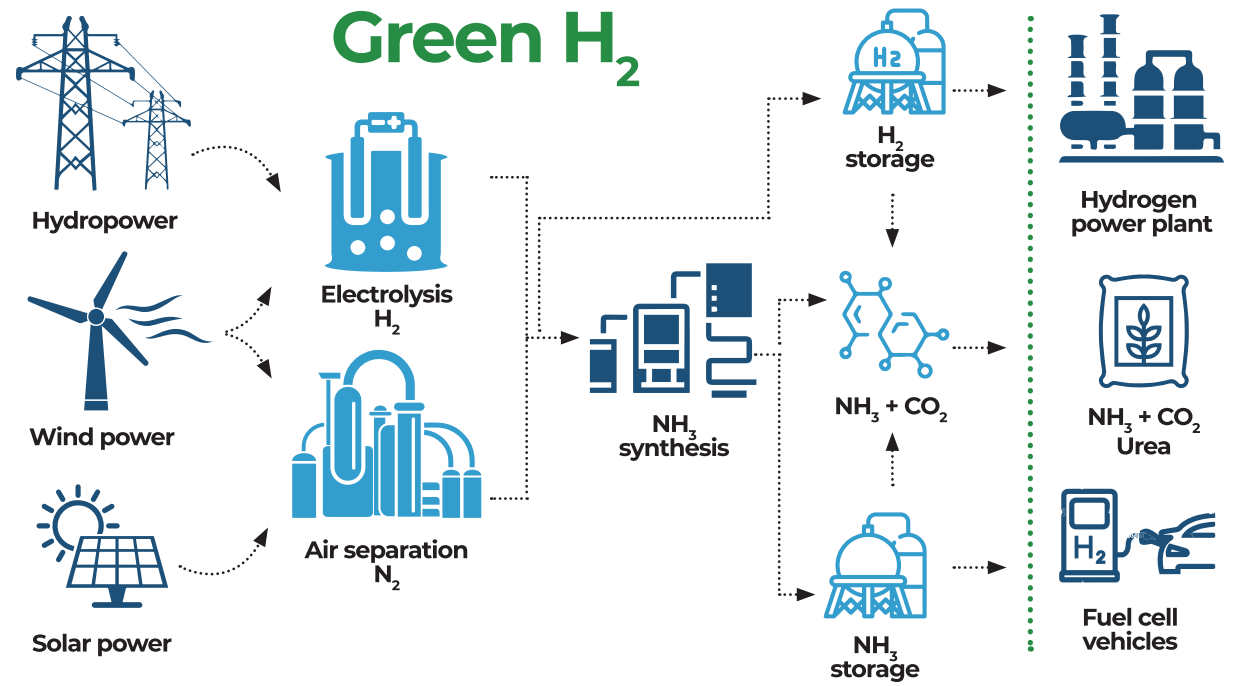 Green H₂
Hydropower
Wind power
Solar power
Electrolysis
H₂
Air separation
N₂
NH₃
synthesis
H₂
H₂
storage
NH₃ + CO₂
NH₃
storage
Hydrogen
power plant
NH₃ + CO₂
Urea
H₂
Fuel cell
vehicles